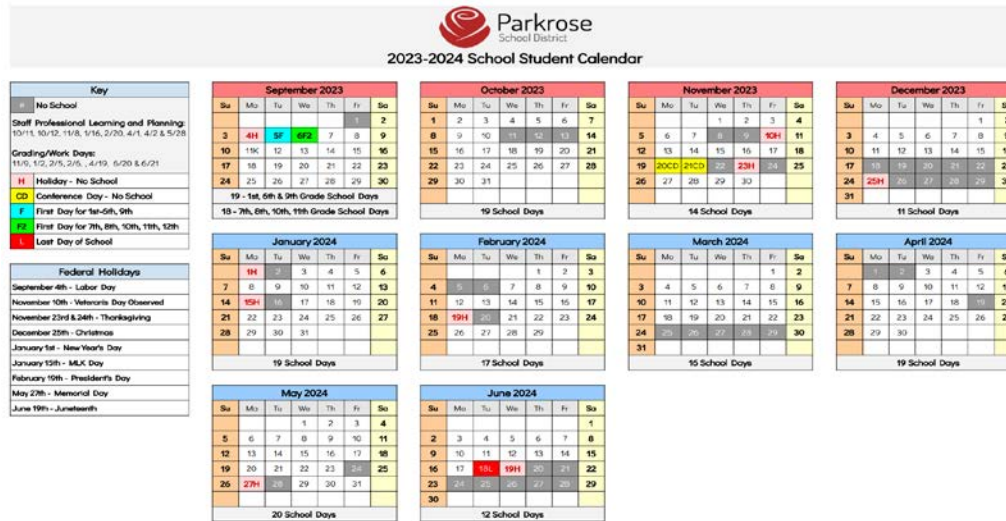 Parkrose
School District
2023-2024 School Student Calendar
Key
# No School
Staff Professional Learning and Planning:
10/11, 10/12, 11/8, 1/16, 2/20, 4/1, 4/2 & 5/28
Grading/Work Days:
11/9, 1/2, 2/5, 2/6, , 4/19, 6/20 & 6/21
H Holiday - No School
CD Conference Day - No School
F First Day for 1st-6th, 9th
F2 First Day for 7th, 8th, 10th, 11th, 12th
L Last Day of School
Federal Holidays
September 4th - Labor Day
November 10th - Veterans Day Observed
November 23rd & 24th - Thanksgiving
December 25th - Christmas
January 1st - New Year's Day
January 15th - MLK Day
February 19th - President's Day
May 27th - Memorial Day
June 19th - Juneteenth
September 2023
Su Mo Tu We Th Fr Sa
1 2
3 4H 5F 6F2 7 8 9
10 11K 12 13 14 15 16
17 18 19 20 21 22 23
24 25 26 27 28 29 30
19 - 1st, 6th & 9th Grade School Days
18 - 7th, 8th, 10th, 11th Grade School Days
October 2023
Su Mo Tu We Th Fr Sa
1 2 3 4 5 6 7
8 9 10 11 12 13 14
15 16 17 18 19 20 21
22 23 24 25 26 27 28
29 30 31
19 School Days
November 2023
Su Mo Tu We Th Fr Sa
1 2 3 4
5 6 7 8 9 10H 11
12 13 14 15 16 17 18
19 20CD 21CD 22 23H 24 25
26 27 28 29 30
14 School Days
December 2023
Su Mo Tu We Th Fr
1
3 4 5 6 7 8
10 11 12 13 14 15
17 18 19 20 21 22
24 25H 26 27 28 29
31
11 School Days
January 2024
Su Mo Tu We Th Fr Sa
1H 2 3 4 5 6
7 8 9 10 11 12 13
14 15H 16 17 18 19 20
21 22 23 24 25 26 27
28 29 30 31
19 School Days
February 2024
Su Mo Tu We Th Fr Sa
1 2 3
4 5 6 7 8 9 10
11 12 13 14 15 16 17
18 19H 20 21 22 23 24
25 26 27 28 29
17 School Days
March 2024
Su Mo Tu We Th Fr Sa
1 2
3 4 5 6 7 8 9
10 11 12 13 14 15 16
17 18 19 20 21 22 23
24 25 26 27 28 29 30
31
15 School Days
April 2024
Su Mo Tu We Th Fr
1 2 3 4 5
7 8 9 10 11 12
14 15 16 17 18 19
21 22 23 24 25 26
28 29 30
19 School Days
May 2024
Su Mo Tu We Th Fr Sa
1 2 3 4
5 6 7 8 9 10 11
12 13 14 15 16 17 18
19 20 21 22 23 24 25
26 27H 28 29 30 31
20 School Days
June 2024
Su Mo Tu We Th Fr Sa
1
2 3 4 5 6 7 8
9 10 11 12 13 14 15
16 17 18L 19H 20 21 22
23 24 25 26 27 28 29
30
12 School Days